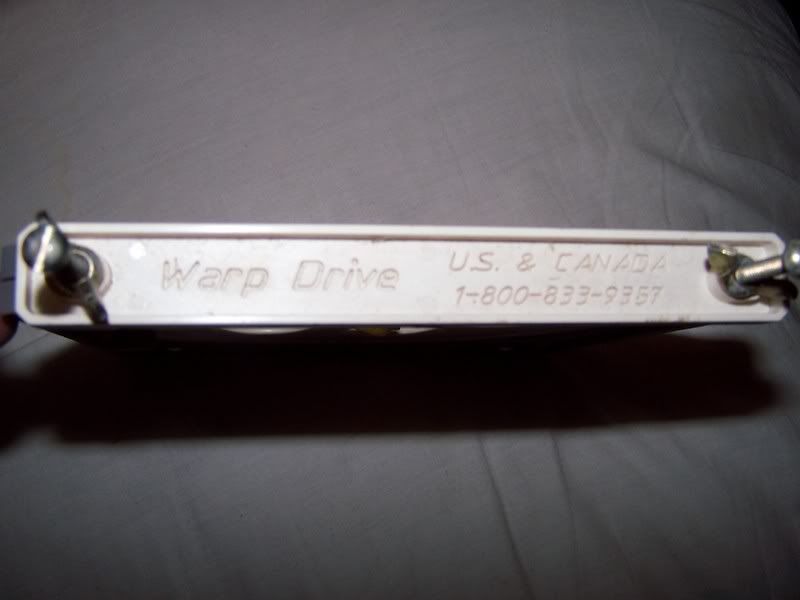 Warp Drive
U.S. & CANADA
1-800-833-9357